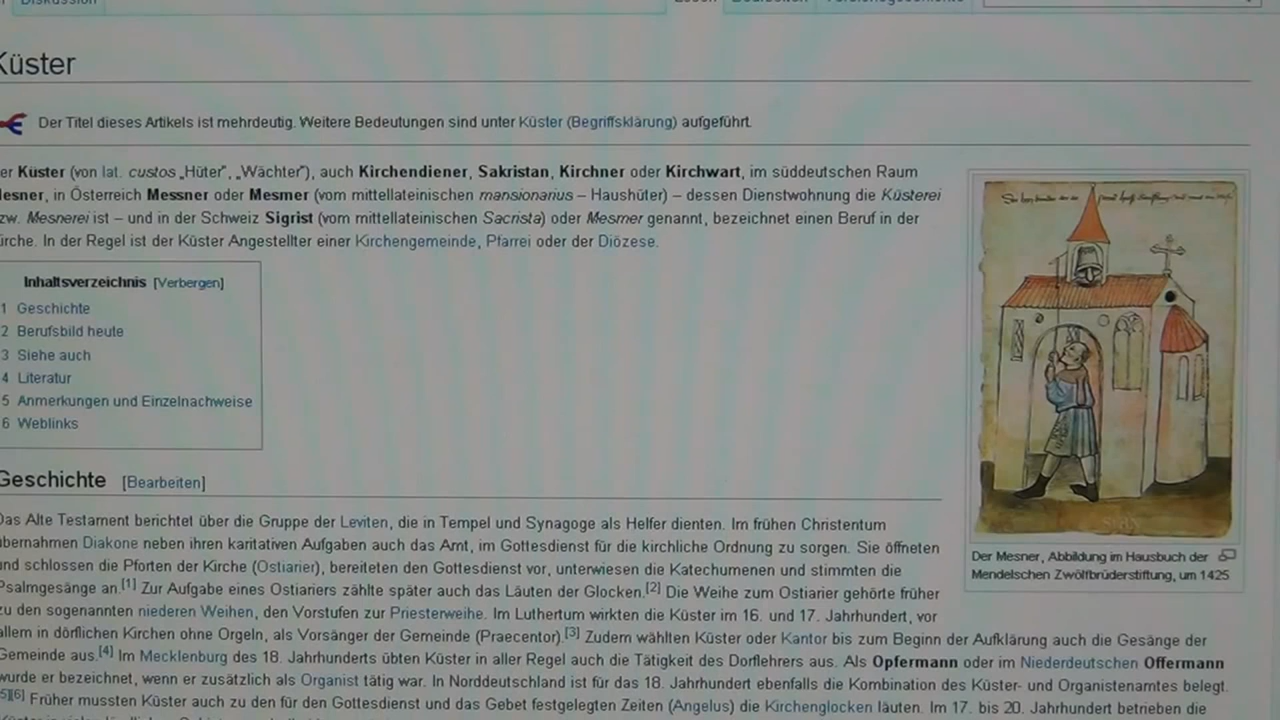 Diskussion
Lesen Bearbeiten Versionsgeschichte
Küster
Der Titel dieses Artikels ist mehrdeutig. Weitere Bedeutungen sind unter Küster (Begriffsklärung) aufgeführt.
er Küster (von lat. custos „Hüter", „Wächter"), auch Kirchendiener, Sakristan, Kirchner oder Kirchwart, im süddeutschen Raum
lesner, in Österreich Messner oder Mesmer (vom mittellateinischen mansionarius – Haushüter) – dessen Dienstwohnung die Küsterei
zw. Mesnerei ist – und in der Schweiz Sigrist (vom mittellateinischen Sacrista) oder Mesmer genannt, bezeichnet einen Beruf in der
irche. In der Regel ist der Küster Angestellter einer Kirchengemeinde, Pfarrei oder der Diözese.
Inhaltsverzeichnis [Verbergen]
1 Geschichte
2 Berufsbild heute
3 Siehe auch
4 Literatur
5 Anmerkungen und Einzelnachweise
6 Weblinks
Der Mesner, Abbildung im Hausbuch der
Mendelschen Zwölfbrüderstiftung, um 1425
Geschichte [Bearbeiten]
Das Alte Testament berichtet über die Gruppe der Leviten, die in Tempel und Synagoge als Helfer dienten. Im frühen Christentum
übernahmen Diakone neben ihren karitativen Aufgaben auch das Amt, im Gottesdienst für die kirchliche Ordnung zu sorgen. Sie öffneten
und schlossen die Pforten der Kirche (Ostiarier), bereiteten den Gottesdienst vor, unterwiesen die Katechumenen und stimmten die
Psalmgesänge an.[1] Zur Aufgabe eines Ostiariers zählte später auch das Läuten der Glocken.[2] Die Weihe zum Ostiarier gehörte früher
zu den sogenannten niederen Weihen, den Vorstufen zur Priesterweihe. Im Luthertum wirkten die Küster im 16. und 17. Jahrhundert, vor
allem in dörflichen Kirchen ohne Orgeln, als Vorsänger der Gemeinde (Praecentor).[3] Zudem wählten Küster oder Kantor bis zum Beginn der Aufklärung auch die Gesänge der
Gemeinde aus.[4] Im Mecklenburg des 18. Jahrhunderts übten Küster in aller Regel auch die Tätigkeit des Dorflehrers aus. Als Opfermann oder im Niederdeutschen Offermann
wurde er bezeichnet, wenn er zusätzlich als Organist tätig war. In Norddeutschland ist für das 18. Jahrhundert ebenfalls die Kombination des Küster- und Organistenamtes belegt.
[5][6] Früher mussten Küster auch zu den für den Gottesdienst und das Gebet festgelegten Zeiten (Angelus) die Kirchenglocken läuten. Im 17. bis 20. Jahrhundert betrieben die